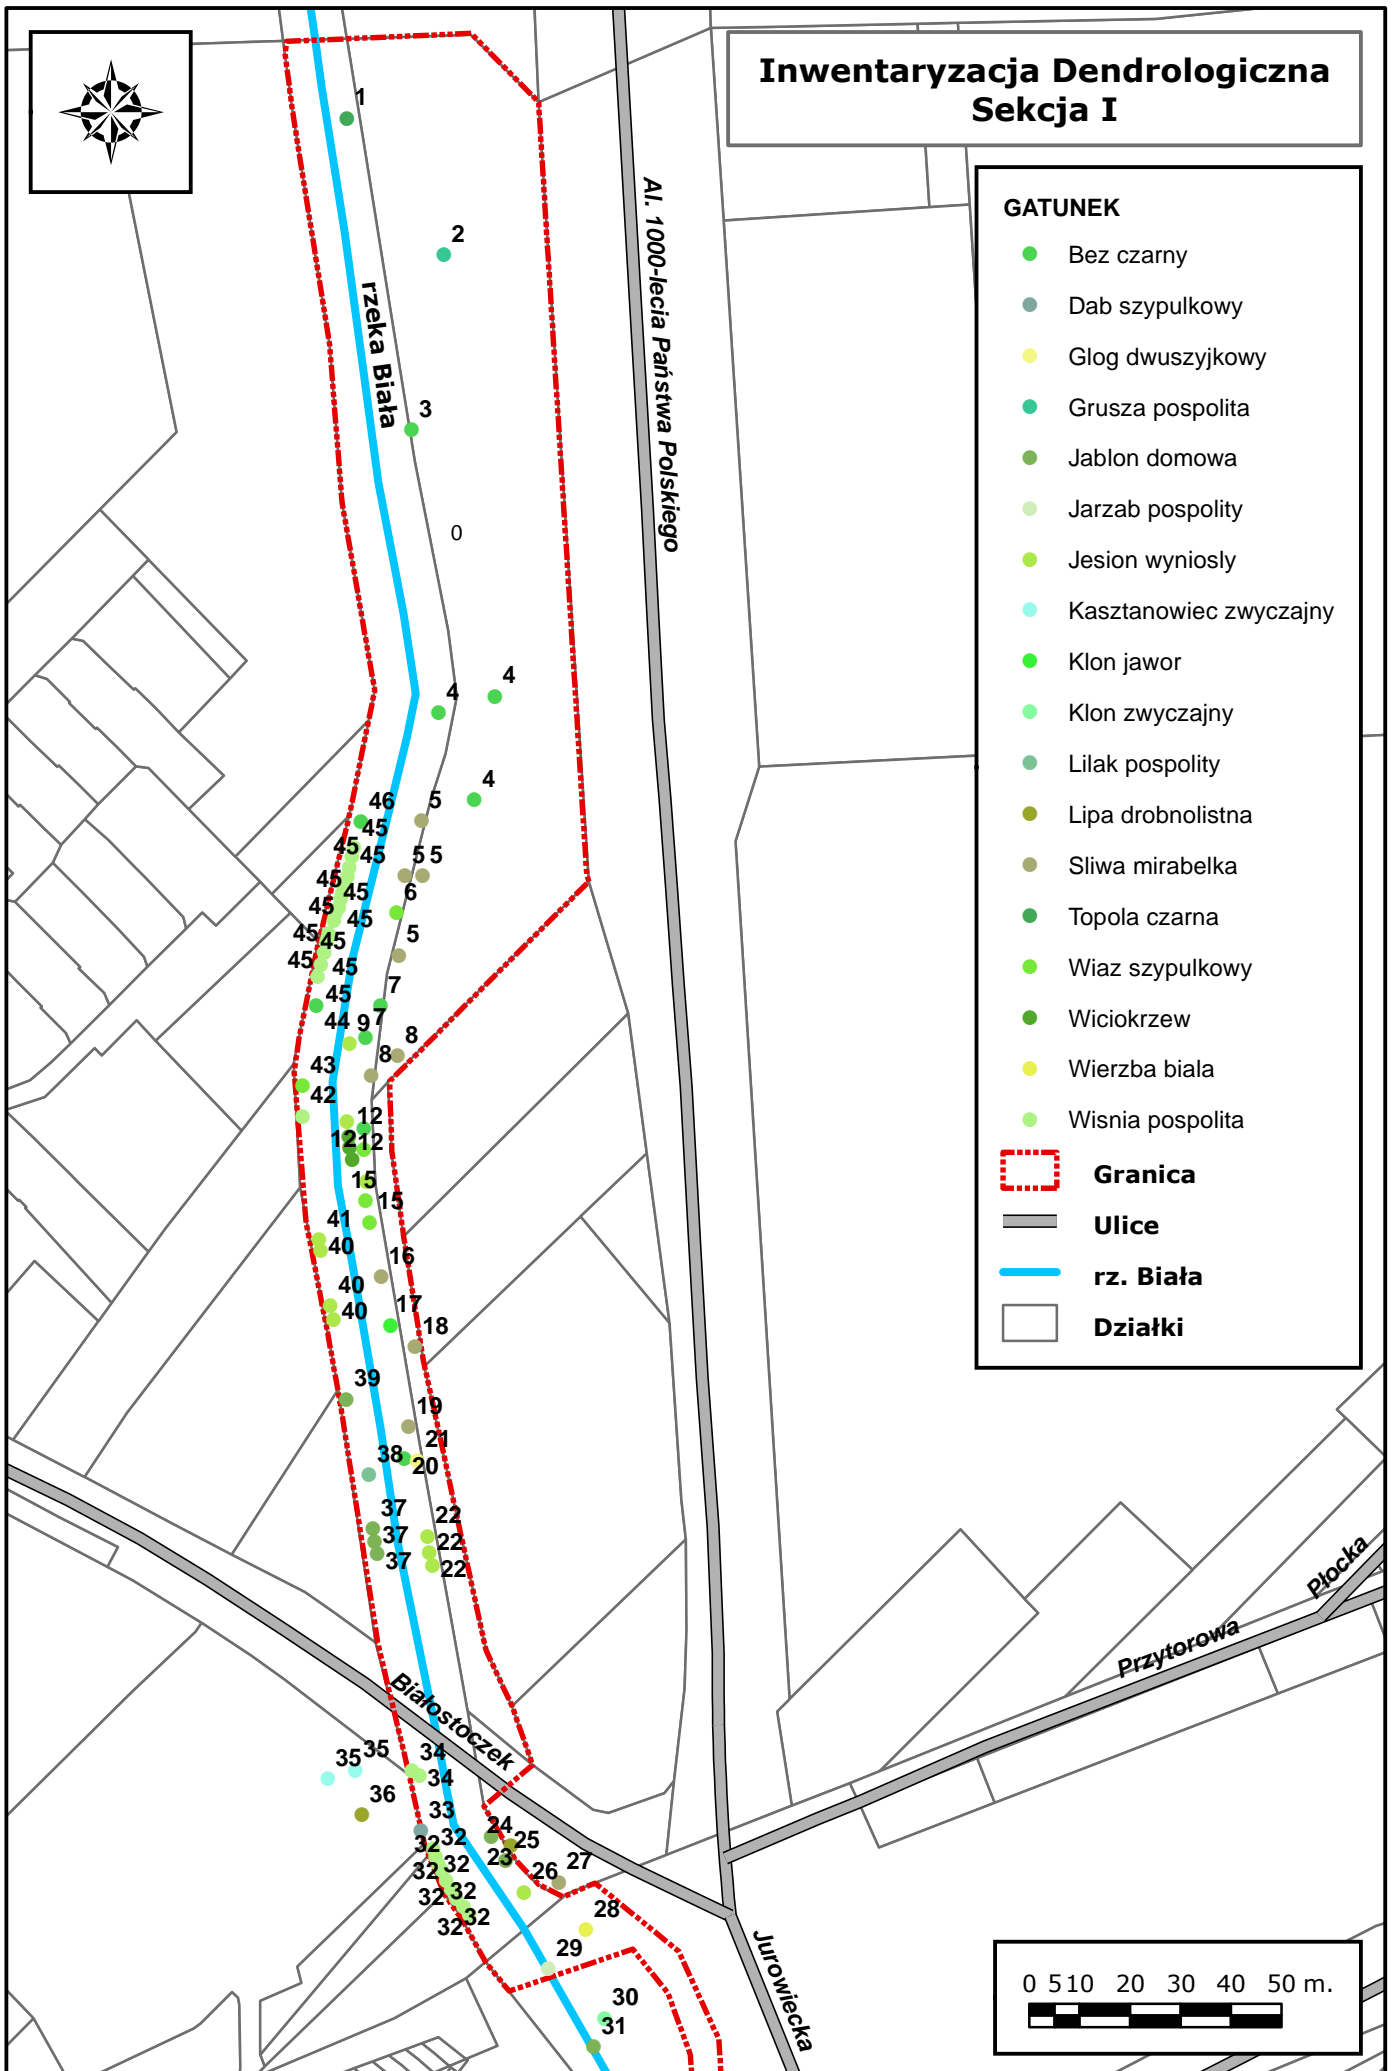 Inwentaryzacja Dendrologiczna
Sekcja I
GATUNEK
Bez czarny
Dab szypulkowy
Glog dwuszyjkowy
Grusza pospolita
Jablon domowa
Jarzab pospolity
Jesion wyniosly
Kasztanowiec zwyczajny
Klon jawor
Klon zwyczajny
Lilak pospolity
Lipa drobnolistna
Sliwa mirabelka
Topola czarna
Wiaz szypulkowy
Wiciokrzew
Wierzba biala
Wisnia pospolita
Granica
Ulice
rz. Biała
Działki
0 5 10 20 30 40 50 m.
rzeka Biała
Al. 1000-lecia Państwa Polskiego
Białostoczek
Przytorowa
Płocka
Jurowiecka
1
2
3
0
4
4
4
46
5
45
45
45
5 5
45
45
6
45
45
45
45
5
45
45
45
7
44
7
9
8
8
43
42
12
12
12
15
15
41
40
16
40
40
17
18
39
19
21
38
20
37
22
37
22
37
22
35
35
34
34
36
33
32
32
24
25
23
32
32
26
27
32
32
32
32
28
29
30
31